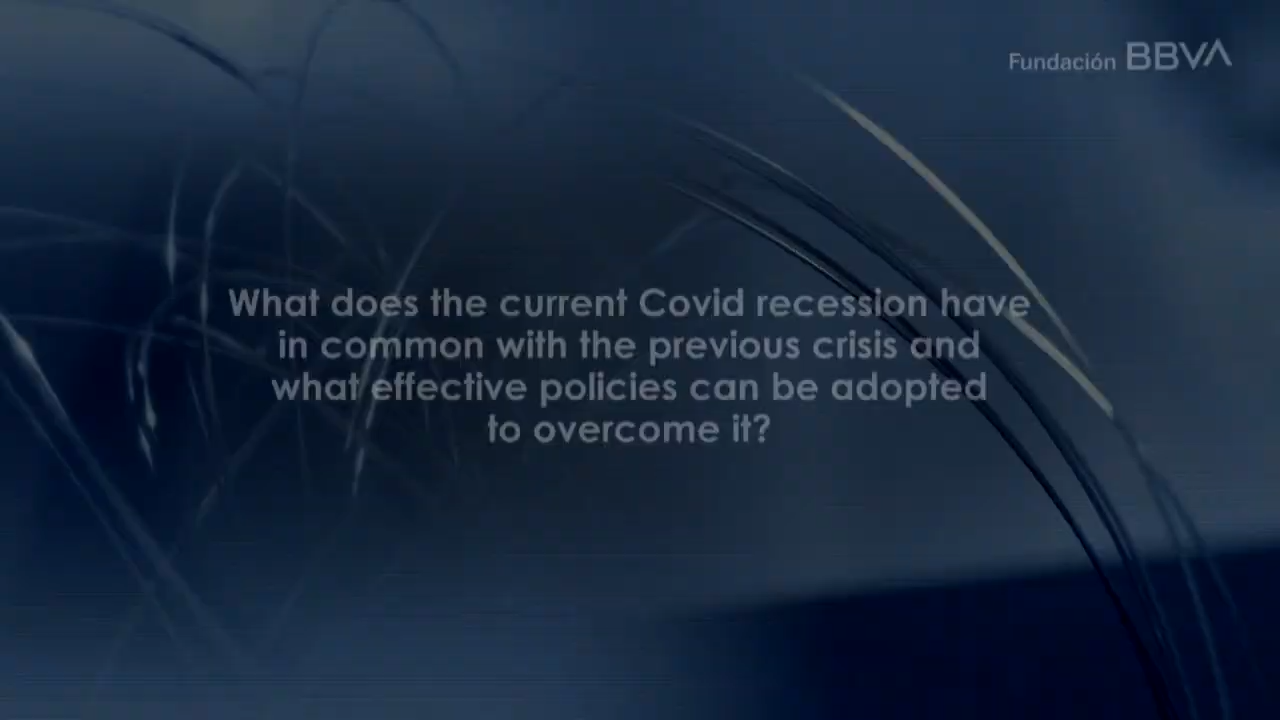 Fundación BBVA
What does the current Covid recession have
in common with the previous crisis and
what effective policies can be adopted
to overcome it?